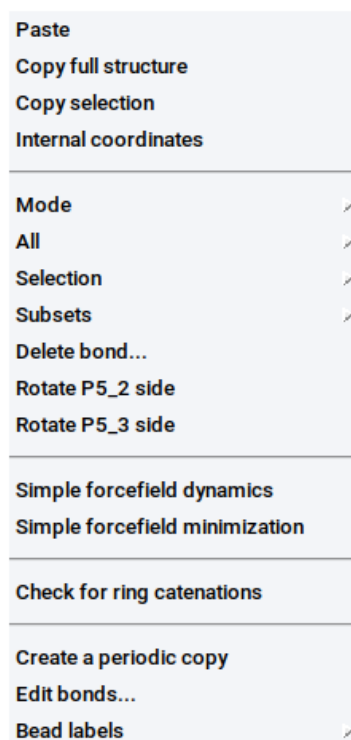 Paste
Copy full structure
Copy selection
Internal coordinates
Mode
All
Selection
Subsets
Delete bond...
Rotate P5_2 side
Rotate P5_3 side
Simple forcefield dynamics
Simple forcefield minimization
Check for ring catenations
Create a periodic copy
Edit bonds...
Bead labels